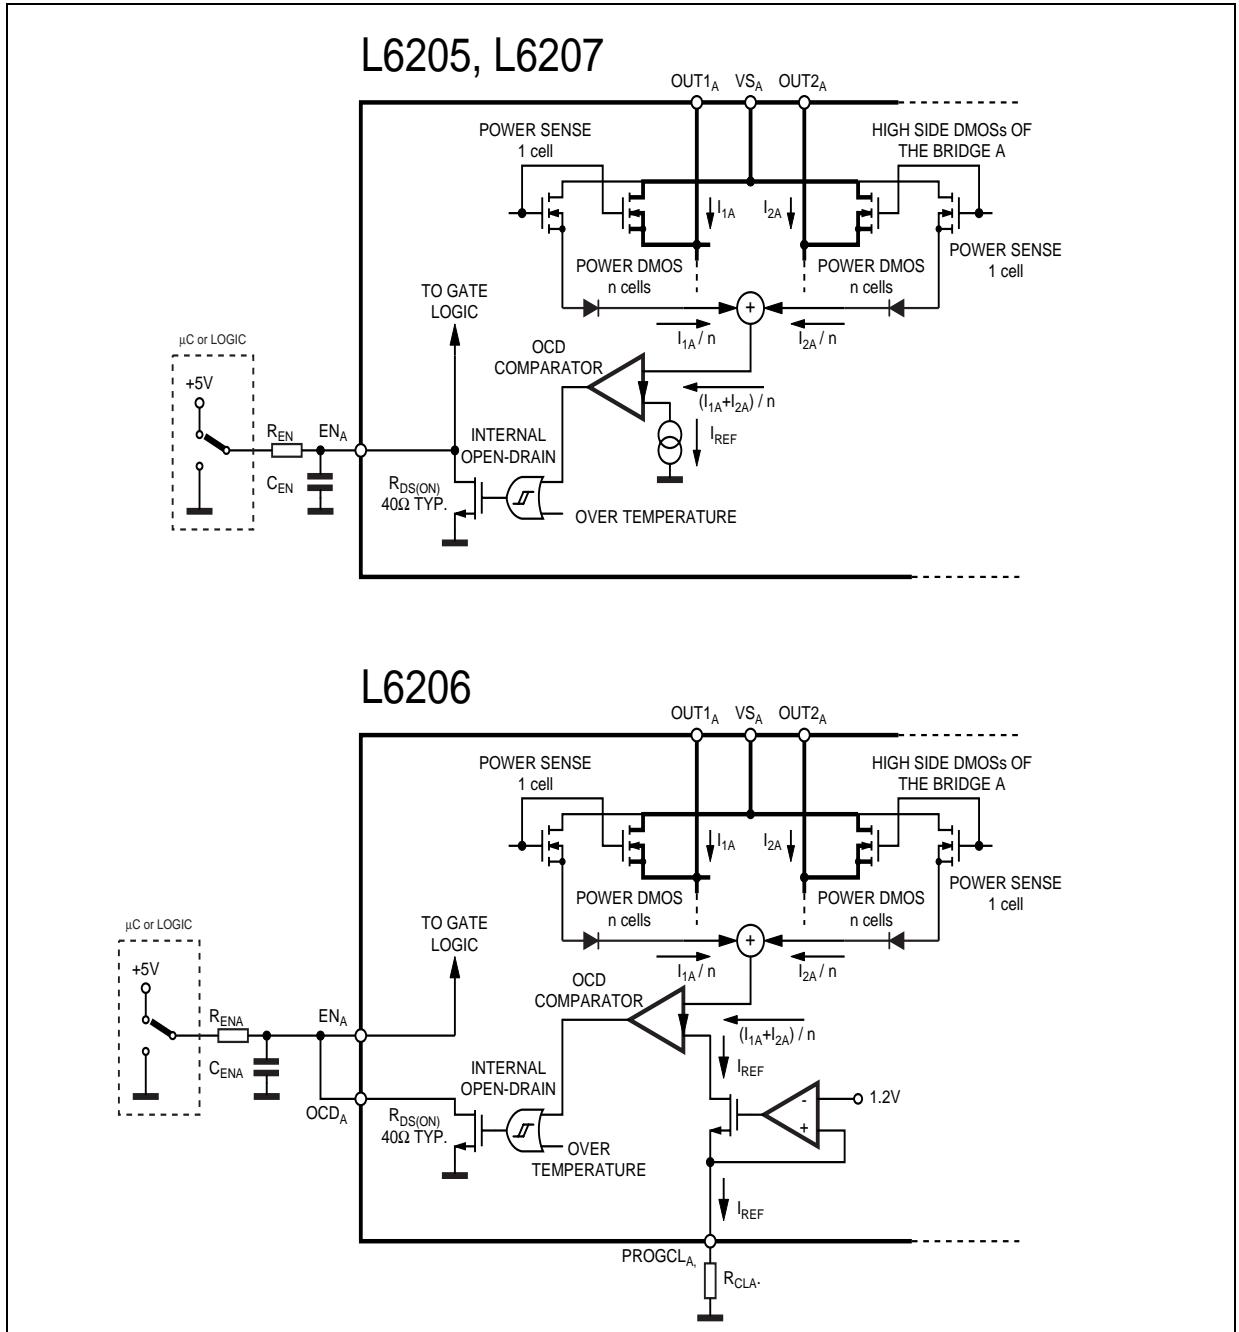 L6205, L6207
OUT1A VSA OUT2A
POWER SENSE
1 cell
HIGH SIDE DMOSs OF
THE BRIDGE A
I1A
I2A
POWER SENSE
1 cell
POWER DMOS
n cells
POWER DMOS
n cells
TO GATE
LOGIC
+
I1A / n
I2A / n
OCD
COMPARATOR
μC or LOGIC
+5V
(I1A+I2A) / n
IREF
REN
ENA
INTERNAL
OPEN-DRAIN
CEN
RDS(ON)
40Ω TYP.
OVER TEMPERATURE
L6206
OUT1A VSA OUT2A
POWER SENSE
1 cell
HIGH SIDE DMOSs OF
THE BRIDGE A
I1A
I2A
POWER SENSE
1 cell
POWER DMOS
n cells
POWER DMOS
n cells
TO GATE
LOGIC
+
I1A / n
I2A / n
OCD
COMPARATOR
μC or LOGIC
+5V
(I1A+I2A) / n
IREF
RENA
ENA
CENA
INTERNAL
OPEN-DRAIN
-
1.2V
+
OCDA
RDS(ON)
40Ω TYP.
OVER
TEMPERATURE
IREF
PROGCLA,
RCLA.